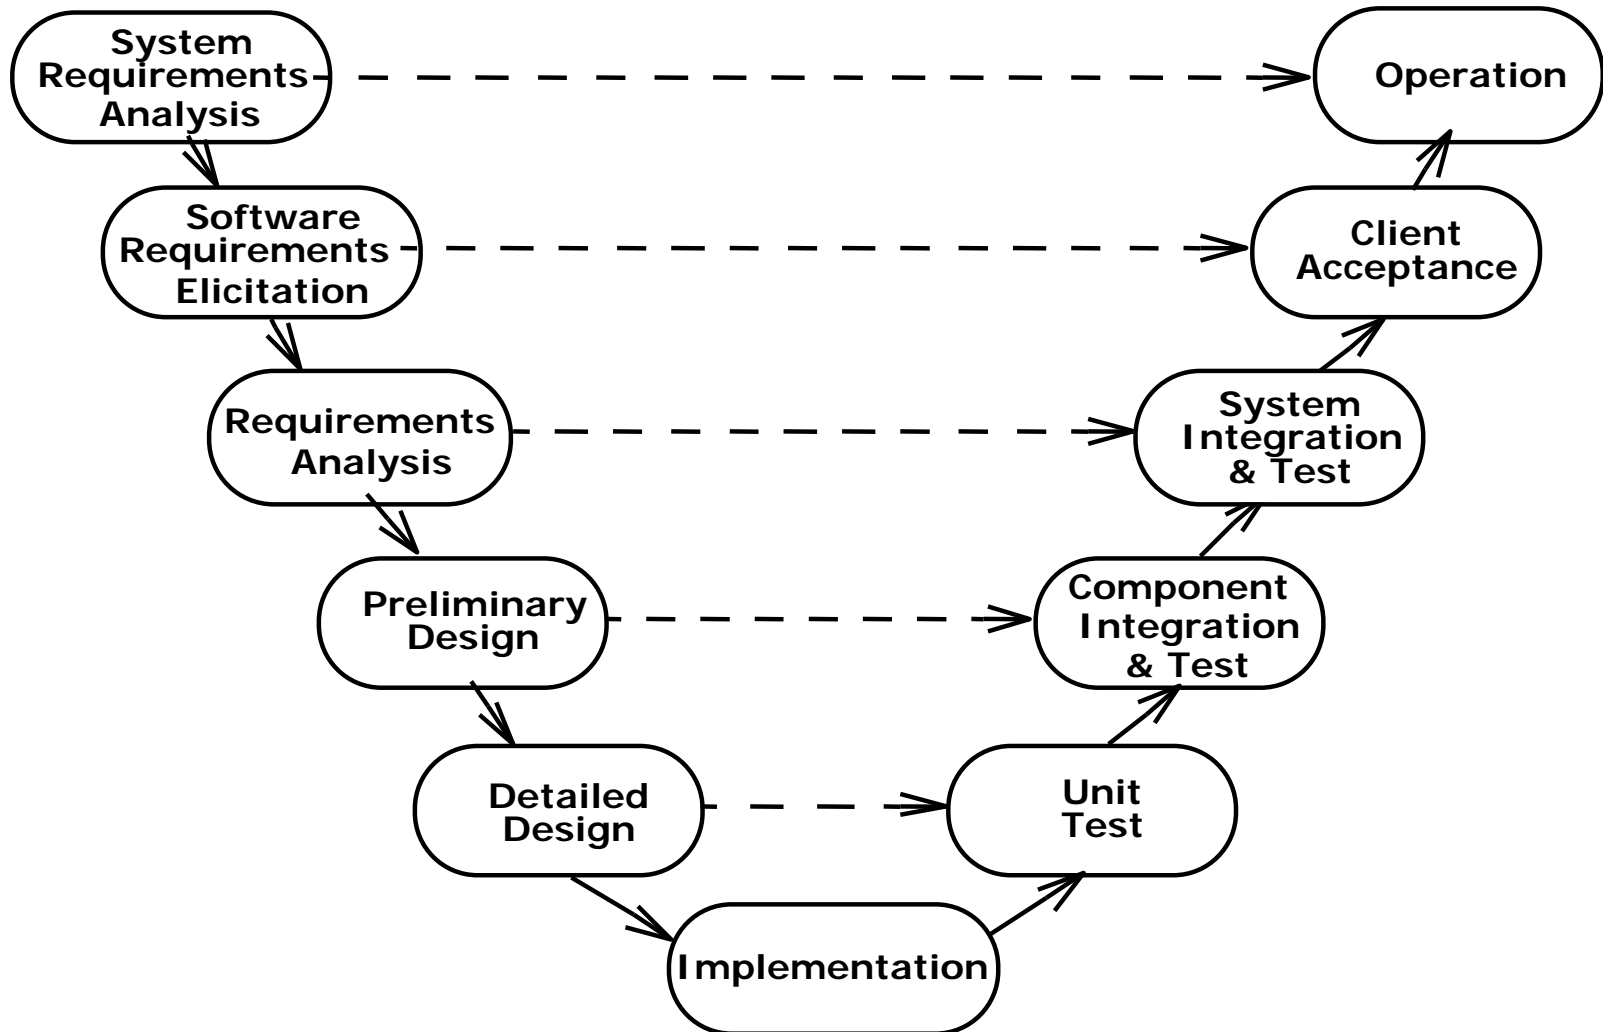 System
Requirements
Analysis
Operation
Software
Requirements
Elicitation
Client
Acceptance
Requirements
Analysis
System
Integration
& Test
Preliminary
Design
Component
Integration
& Test
Detailed
Design
Unit
Test
Implementation